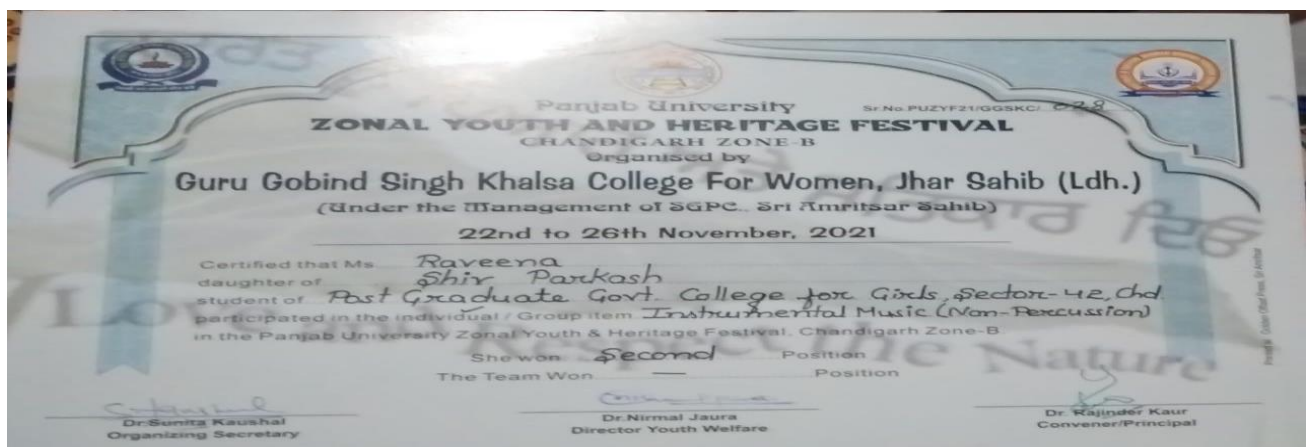 Panjab University
Sr.No.PUZYF21/GGSKC/ 028
ZONAL YOUTH AND HERITAGE FESTIVAL
CHANDIGARH ZONE-B
Organised by
Guru Gobind Singh Khalsa College For Women, Jhar Sahib (Ldh.)
(Under the Management of SGPC., Sri Amritsar Sahib)
22nd to 26th November, 2021
Certified that Ms. Raveena
daughter of Shiv Parkash
student of Post Graduate Govt. College for Girls, Sector-42, Chd.
participated in the individual / Group item Instrumental Music (Non-Percussion)
in the Panjab University Zonal Youth & Heritage Festival, Chandigarh Zone-B.
She won Second Position
The Team Won — Position
Dr.Sunita Kaushal
Organizing Secretary
Dr.Nirmal Jaura
Director Youth Welfare
Dr. Rajinder Kaur
Convener/Principal
Love and Respect the Nature